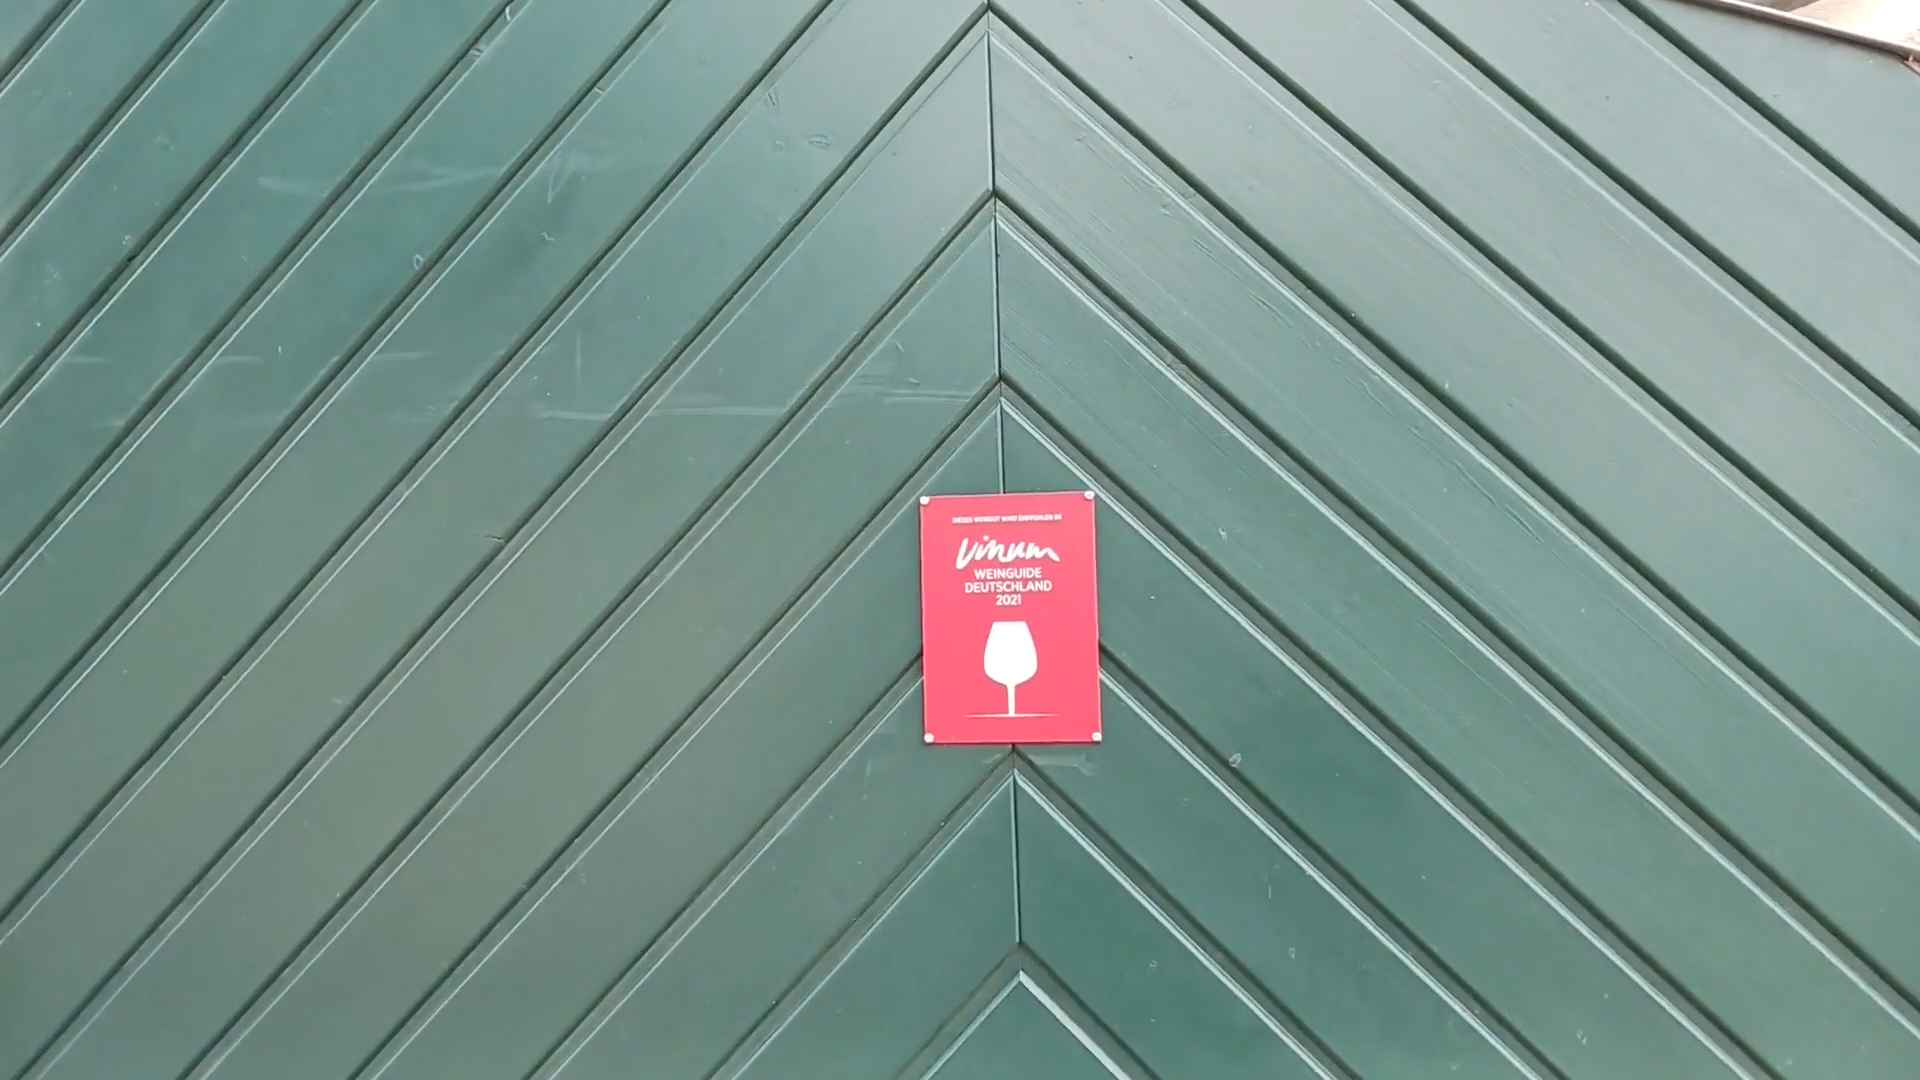 DIESES WEINGUT WIRD EMPFOHLEN IM
Vinum
WEINGUIDE
DEUTSCHLAND
2021